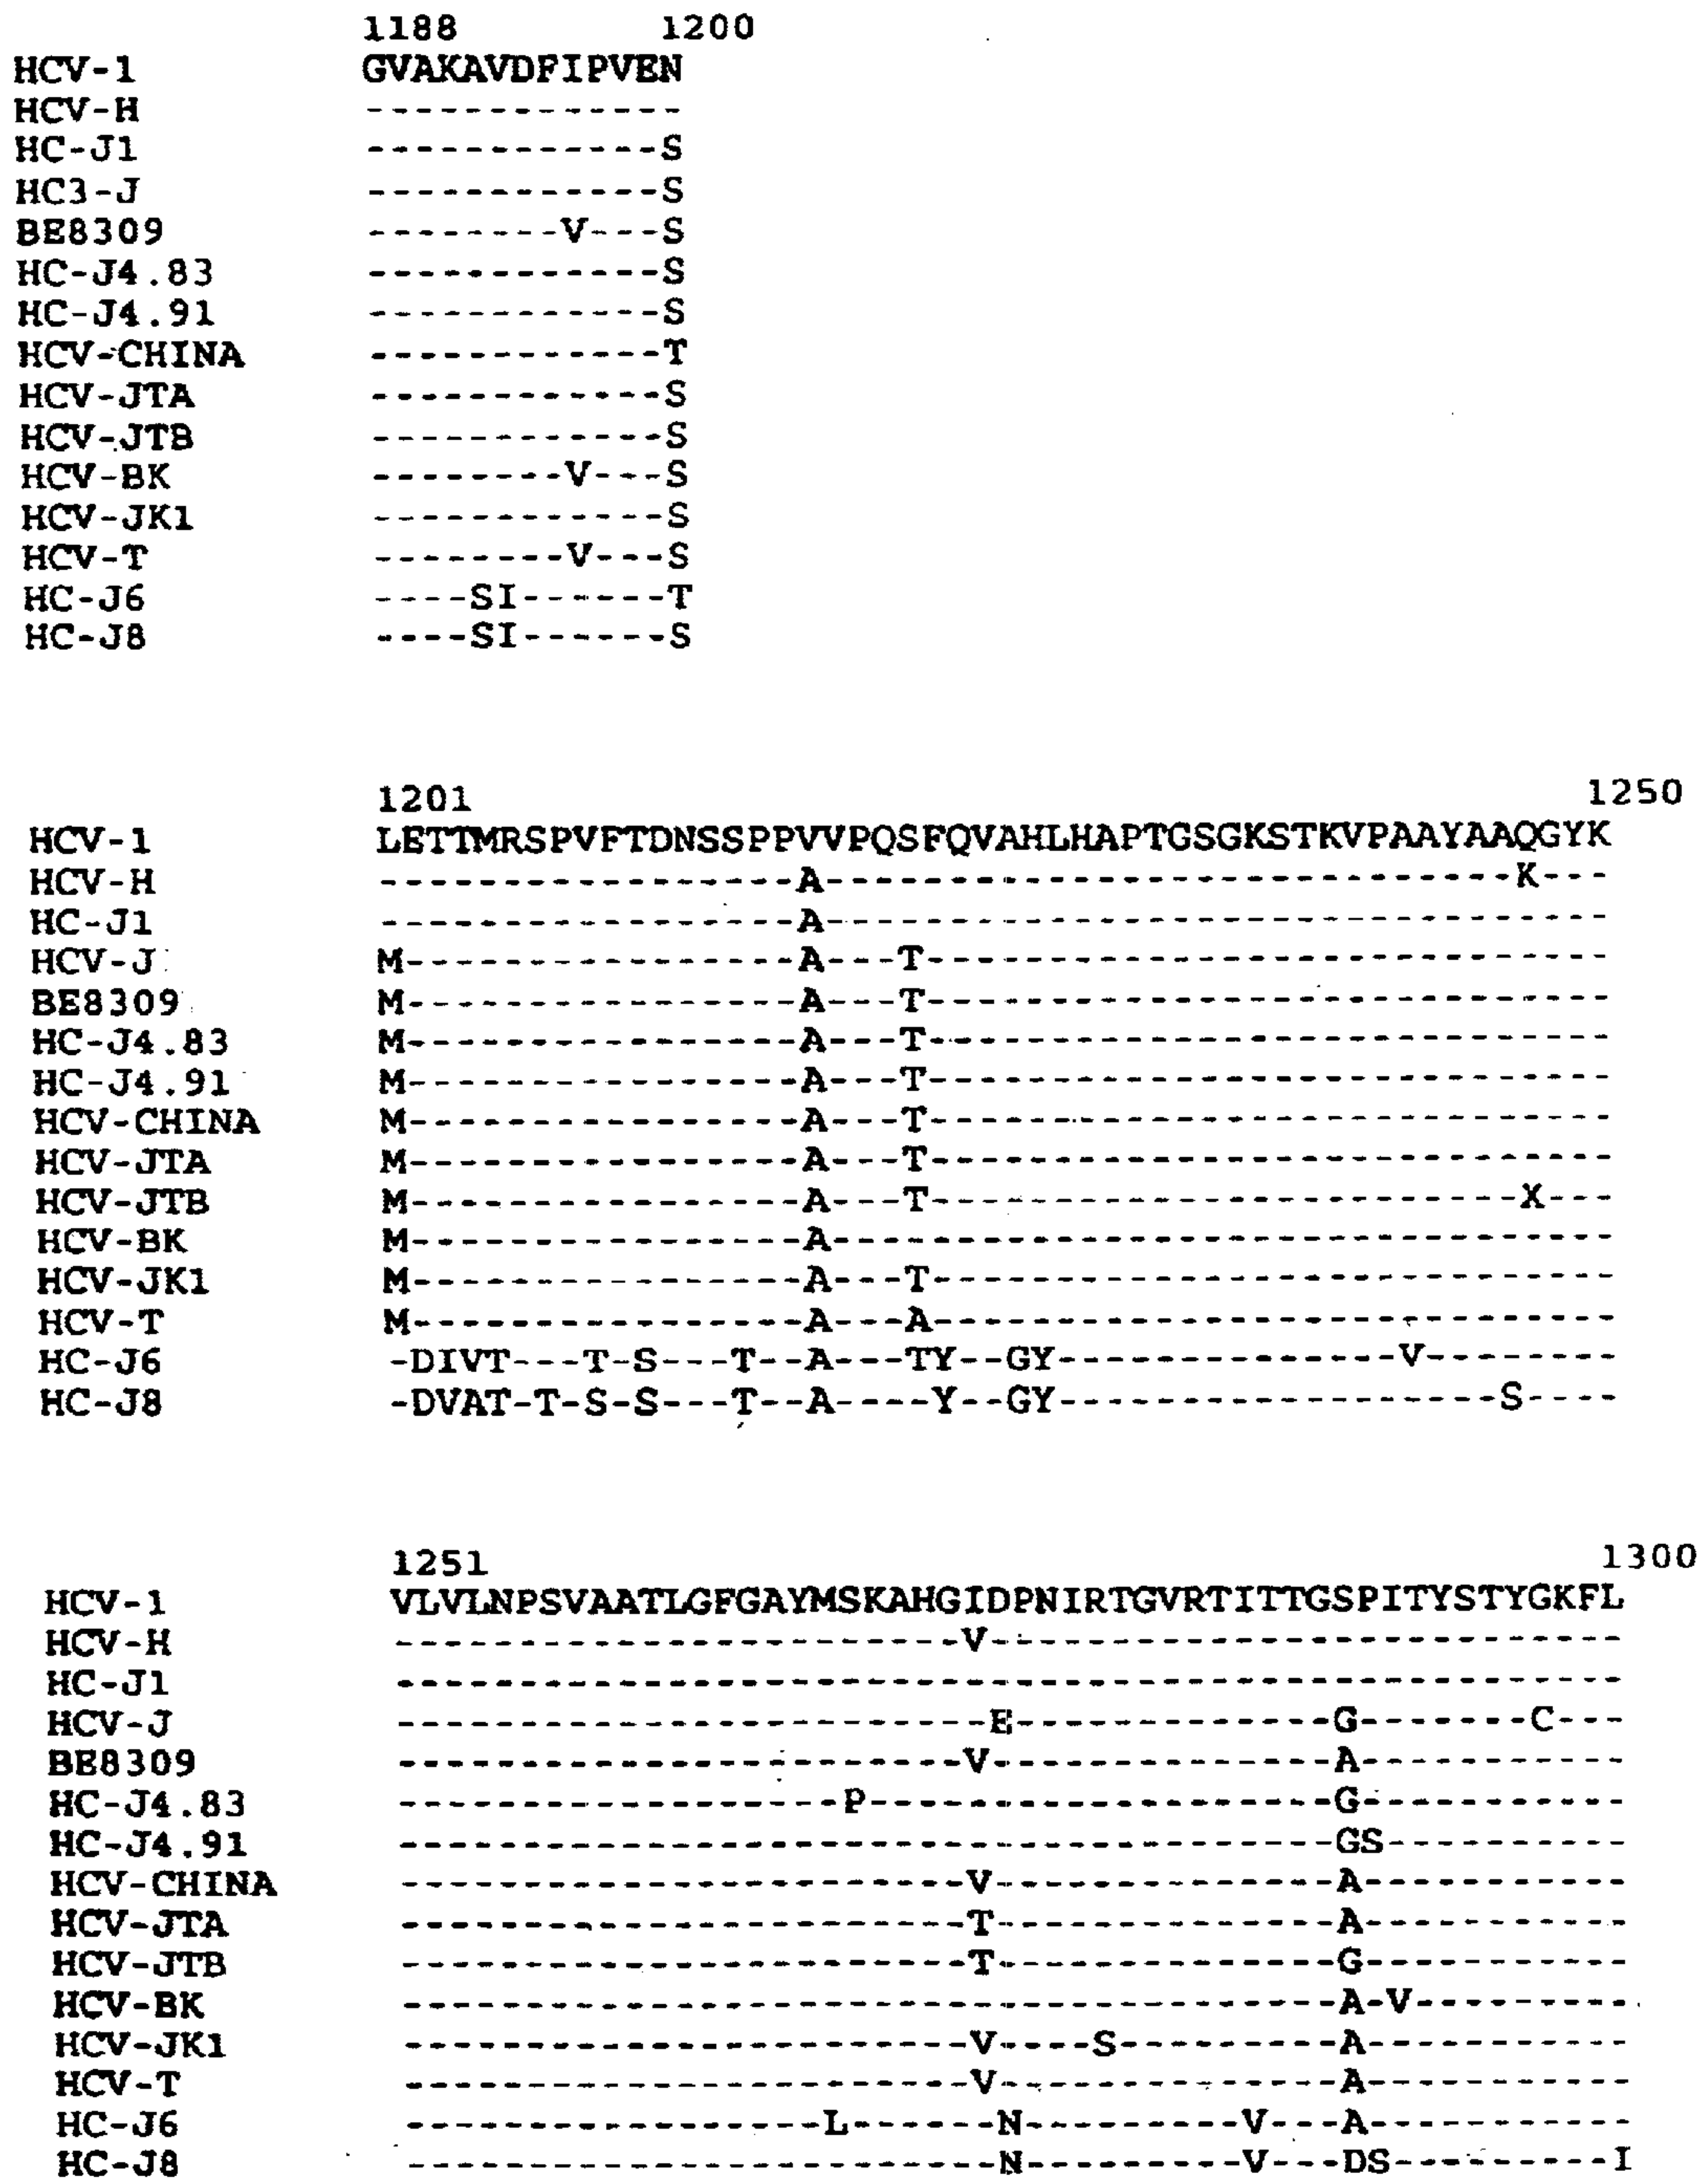 1188 1200
HCV-1 GVAKAVDFIPVEN
HCV-H -------------
HC-J1 ------------S
HC3-J ------------S
BE8309 --------V---S
HC-J4.83 ------------S
HC-J4.91 ------------S
HCV-CHINA ------------T
HCV-JTA ------------S
HCV-JTB ------------S
HCV-BK --------V---S
HCV-JK1 ------------S
HCV-T --------V---S
HC-J6 ----SI------T
HC-J8 ----SI------S
1201 1250
HCV-1 LETTMRSPVFTDNSSPPVVPQSFQVAHLHAPTGSGKSTKVPAAYAAQGYK
HCV-H -----------------A----------------------------K---
HC-J1 -----------------A--------------------------------
HCV-J M----------------A---T----------------------------
BE8309 M----------------A---T----------------------------
HC-J4.83 M----------------A---T----------------------------
HC-J4.91 M----------------A---T----------------------------
HCV-CHINA M----------------A---T----------------------------
HCV-JTA M----------------A---T----------------------------
HCV-JTB M----------------A---T------------------------X---
HCV-BK M----------------A--------------------------------
HCV-JK1 M----------------A---T----------------------------
HCV-T M----------------A---A----------------------------
HC-J6 -DIVT---T-S---T--A---TY--GY--------------V--------
HC-J8 -DVAT-T-S-S---T--A----Y--GY------------------S----
1251 1300
HCV-1 VLVLNPSVAATLGFGAYMSKAHGIDPNIRTGVRTITTGSPITYSTYGKFL
HCV-H -----------------------V--------------------------
HC-J1 --------------------------------------------------
HCV-J ------------------------E-------------G-------C---
BE8309 -----------------------V--------------A-----------
HC-J4.83 ------------------P-------------------G-----------
HC-J4.91 --------------------------------------GS----------
HCV-CHINA -----------------------V--------------A-----------
HCV-JTA -----------------------T--------------A-----------
HCV-JTB -----------------------T--------------G-----------
HCV-BK --------------------------------------A-V---------
HCV-JK1 -----------------------V----S---------A-----------
HCV-T -----------------------V--------------A-----------
HC-J6 -----------------L------N---------V---A-----------
HC-J8 ------------------------N---------V---DS---------I